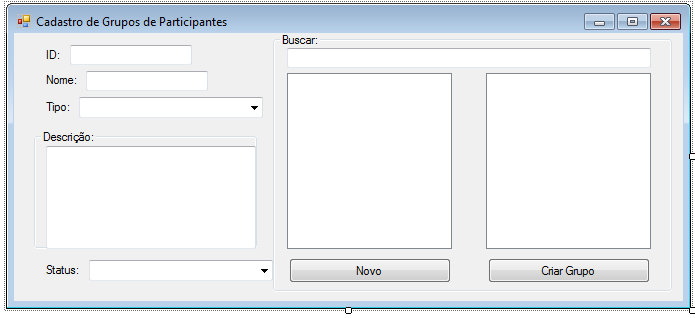 Cadastro de Grupos de Participantes
ID:
Nome:
Tipo:
Descrição:
Status:
Buscar:
Novo
Criar Grupo